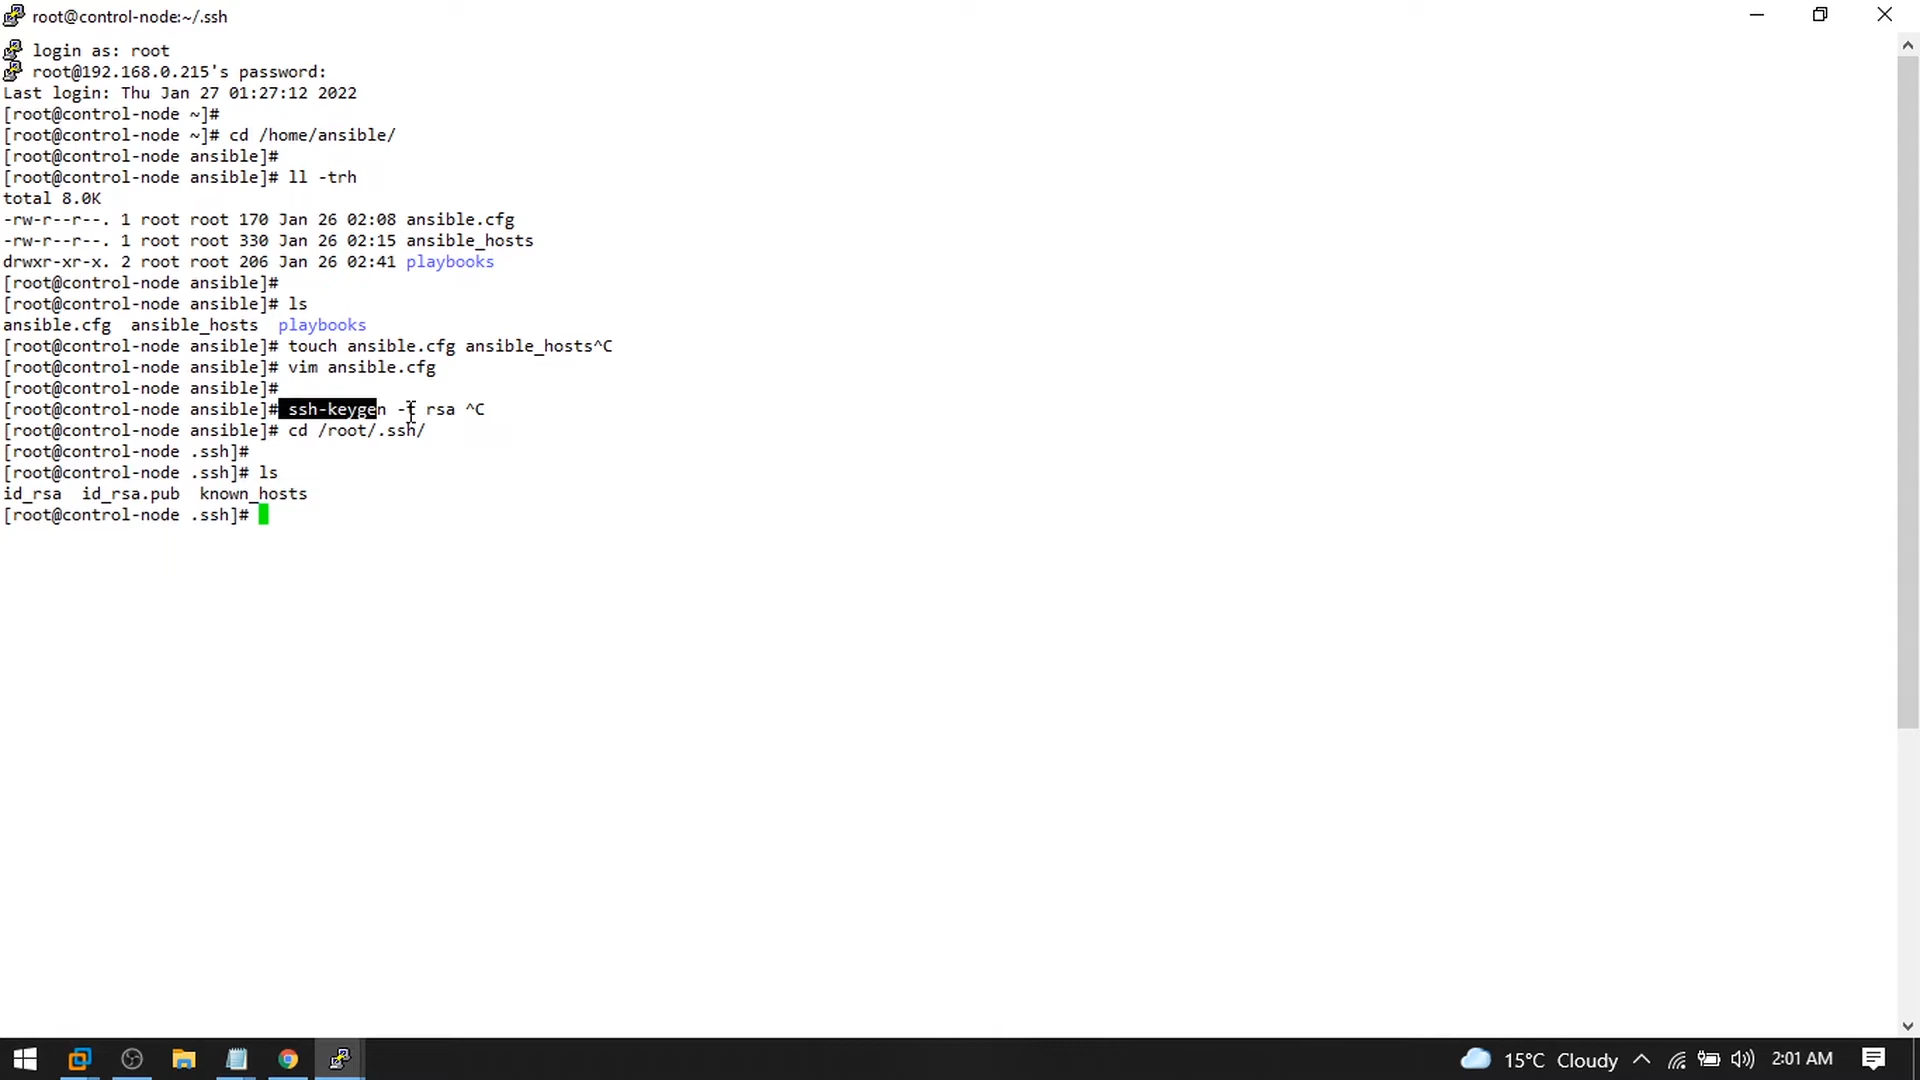 root@control-node:~/.ssh
login as: root
root@192.168.0.215's password:
Last login: Thu Jan 27 01:27:12 2022
[root@control-node ~]#
[root@control-node ~]# cd /home/ansible/
[root@control-node ansible]#
[root@control-node ansible]# ll -trh
total 8.0K
-rw-r--r--. 1 root root 170 Jan 26 02:08 ansible.cfg
-rw-r--r--. 1 root root 330 Jan 26 02:15 ansible_hosts
drwxr-xr-x. 2 root root 206 Jan 26 02:41 playbooks
[root@control-node ansible]#
[root@control-node ansible]# ls
ansible.cfg  ansible_hosts  playbooks
[root@control-node ansible]# touch ansible.cfg ansible_hosts^C
[root@control-node ansible]# vim ansible.cfg
[root@control-node ansible]#
[root@control-node ansible]# ssh-keygen -t rsa ^C
[root@control-node ansible]# cd /root/.ssh/
[root@control-node .ssh]#
[root@control-node .ssh]# ls
id_rsa  id_rsa.pub  known_hosts
[root@control-node .ssh]#
15°C Cloudy 2:01 AM